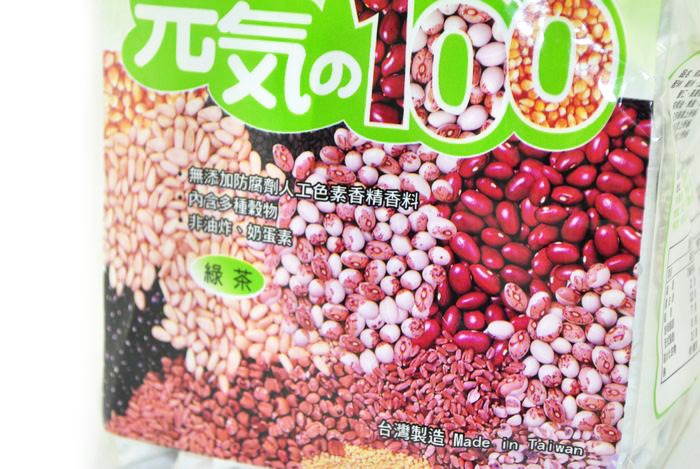 元気の100
無添加防腐劑人工色素香精香料
內含多種穀物
非油炸、奶蛋素
綠茶
台灣製造 Made in Taiwan